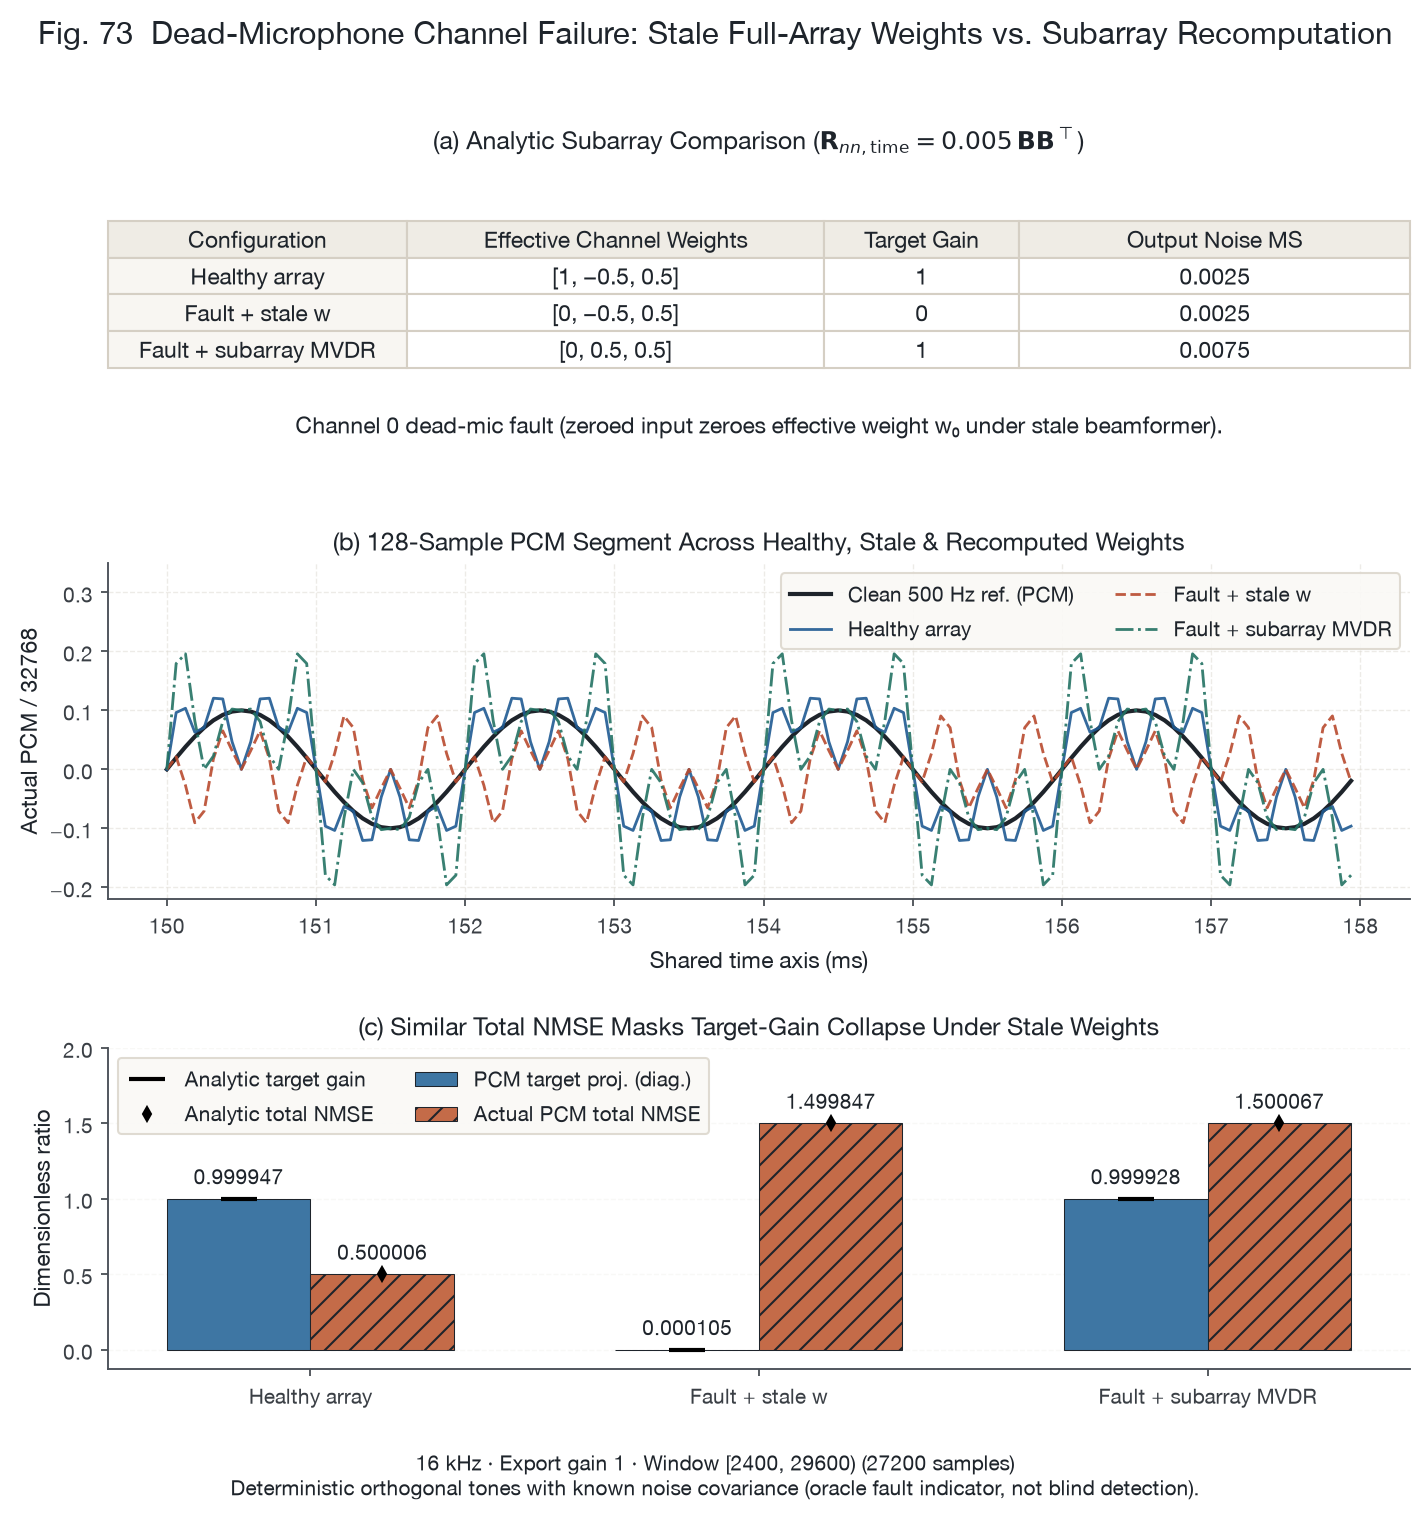 Fig. 73  Dead-Microphone Channel Failure: Stale Full-Array Weights vs. Subarray Recomputation
(a) Analytic Subarray Comparison (𝐑nn, time = 0.005 𝐁𝐁⊤)
Configuration Effective Channel Weights Target Gain Output Noise MS
Healthy array [1, −0.5, 0.5] 1 0.0025
Fault + stale w [0, −0.5, 0.5] 0 0.0025
Fault + subarray MVDR [0, 0.5, 0.5] 1 0.0075
Channel 0 dead-mic fault (zeroed input zeroes effective weight w₀ under stale beamformer).
(b) 128-Sample PCM Segment Across Healthy, Stale & Recomputed Weights
Clean 500 Hz ref. (PCM)
Healthy array
Fault + stale w
Fault + subarray MVDR
Actual PCM / 32768
0.3
0.2
0.1
0.0
−0.1
−0.2
150 151 152 153 154 155 156 157 158
Shared time axis (ms)
(c) Similar Total NMSE Masks Target-Gain Collapse Under Stale Weights
Analytic target gain
Analytic total NMSE
PCM target proj. (diag.)
Actual PCM total NMSE
Dimensionless ratio
2.0
1.5
1.0
0.5
0.0
0.999947
0.500006
0.000105
1.499847
0.999928
1.500067
Healthy array Fault + stale w Fault + subarray MVDR
16 kHz · Export gain 1 · Window [2400, 29600) (27200 samples)
Deterministic orthogonal tones with known noise covariance (oracle fault indicator, not blind detection).